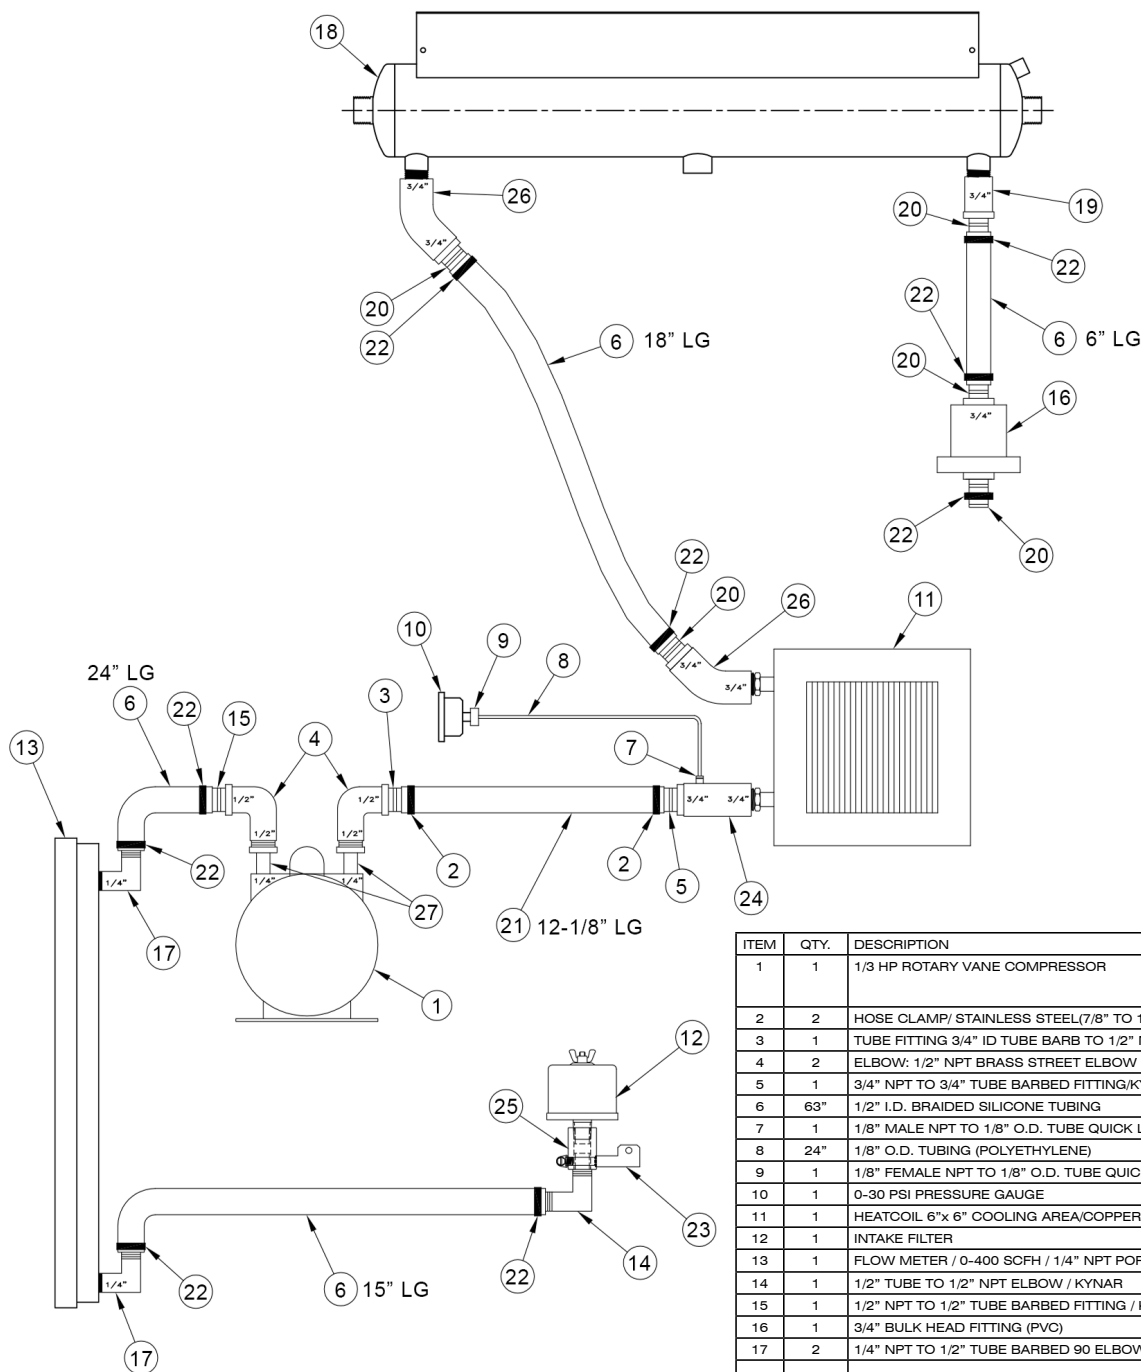 18
3/4"
26
3/4"
19
20
3/4"
22
20
22
22
6 6" LG
6 18" LG
20
16
3/4"
22
20
22
20
26
11
10
9
8
3/4"
3/4"
24" LG
6
22
15
4
3
7
13
1/2"
1/2"
3/4" 3/4"
1/2"
1/2"
22
2
2
5
24
1/4"
1/4"
1/4"
27
21 12-1/8" LG
17
1
12
25
23
22
14
1/4"
22
6 15" LG
17
ITEM QTY. DESCRIPTION
1 1 1/3 HP ROTARY VANE COMPRESSOR
2 2 HOSE CLAMP/ STAINLESS STEEL(7/8" TO
3 1 TUBE FITTING 3/4" ID TUBE BARB TO 1/2"
4 2 ELBOW: 1/2" NPT BRASS STREET ELBOW
5 1 3/4" NPT TO 3/4" TUBE BARBED FITTING/
6 63" 1/2" I.D. BRAIDED SILICONE TUBING
7 1 1/8" MALE NPT TO 1/8" O.D. TUBE QUICK
8 24" 1/8" O.D. TUBING (POLYETHYLENE)
9 1 1/8" FEMALE NPT TO 1/8" O.D. TUBE
10 1 0-30 PSI PRESSURE GAUGE
11 1 HEATCOIL 6"x 6" COOLING AREA/COPPER
12 1 INTAKE FILTER
13 1 FLOW METER / 0-400 SCFH / 1/4" NPT
14 1 1/2" TUBE TO 1/2" NPT ELBOW / KYNAR
15 1 1/2" NPT TO 1/2" TUBE BARBED FITTING /
16 1 3/4" BULK HEAD FITTING (PVC)
17 2 1/4" NPT TO 1/2" TUBE BARBED 90 ELBOW